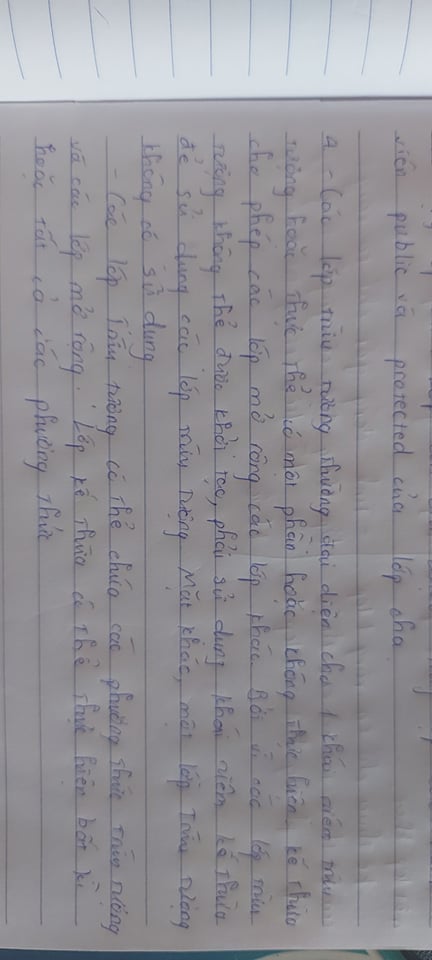 viên public và protected của lớp cha
4 - Các lớp trừu tường thường đại diện cho 1 khái niệm trừu
tượng hoặc thực thể có một phần hoặc không thực hiện. kế thừa
cho phép các lớp mở rộng các lớp khác. Bởi vì các lớp trừu
tượng không thể được khởi tạo, phải sử dụng khái niệm kế thừa
để sử dụng các lớp trừu tượng Mặt khác, một lớp Trừu tượng
không có sử dụng
- Các lớp Trừu tượng có thể chứa các phương thức trừu tượng
và các lớp mở rộng. Lớp kế thừa có thể thực hiện bất kì
hoặc tất cả các phương thức